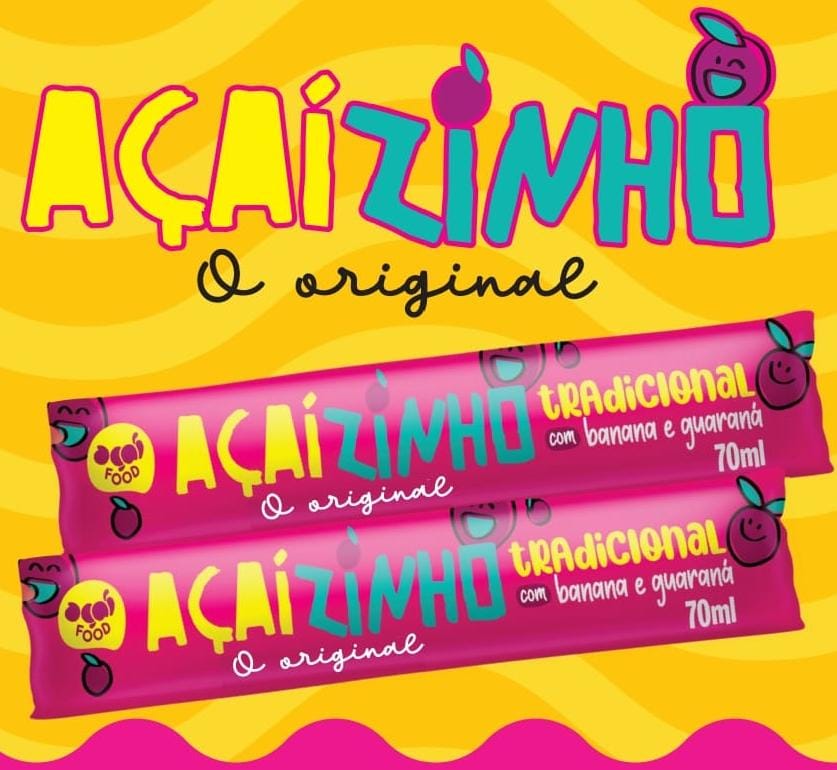 AÇAÍZINHO
O original
açaí
FOOD
AÇAÍZINHO
O original
tRAdicional
com banana e guaraná
70ml
açaí
FOOD
AÇAÍZINHO
O original
tRAdicional
com banana e guaraná
70ml